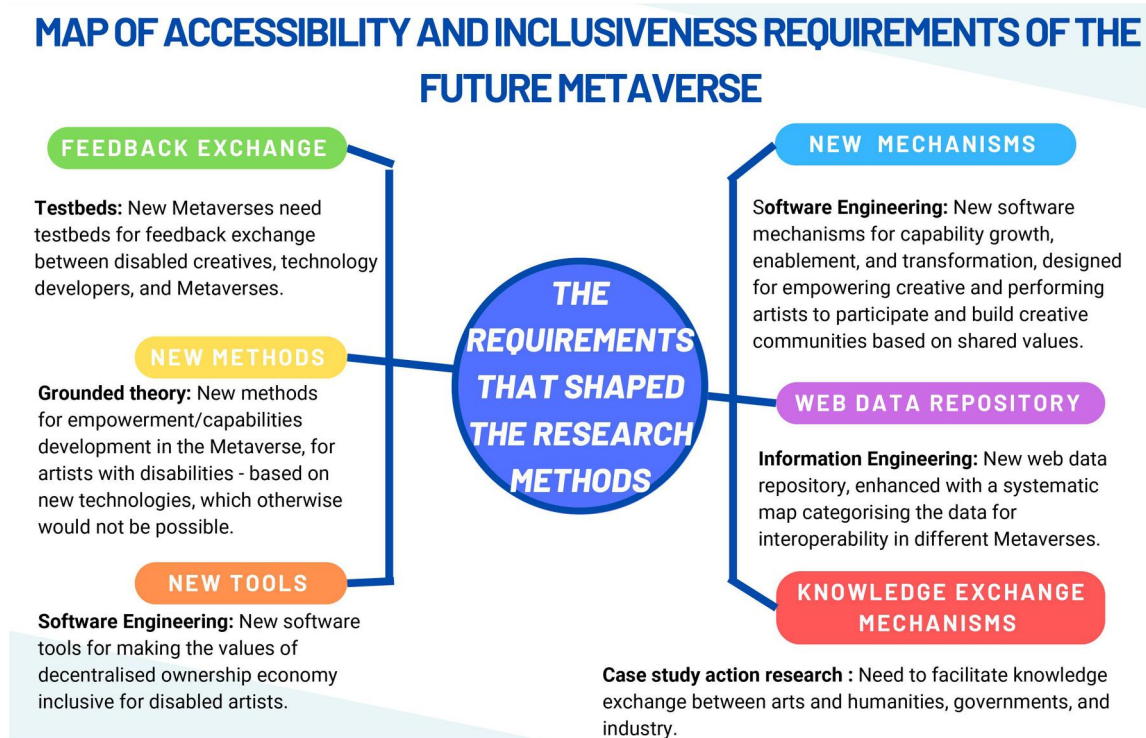 MAP OF ACCESSIBILITY AND INCLUSIVENESS REQUIREMENTS OF THE
FUTURE METAVERSE
FEEDBACK EXCHANGE
Testbeds: New Metaverses need
testbeds for feedback exchange
between disabled creatives, technology
developers, and Metaverses.
NEW METHODS
Grounded theory: New methods
for empowerment/capabilities
development in the Metaverse, for
artists with disabilities - based on
new technologies, which otherwise
would not be possible.
NEW TOOLS
Software Engineering: New software
tools for making the values of
decentralised ownership economy
inclusive for disabled artists.
THE
REQUIREMENTS
THAT SHAPED
THE RESEARCH
METHODS
NEW MECHANISMS
Software Engineering: New software
mechanisms for capability growth,
enablement, and transformation, designed
for empowering creative and performing
artists to participate and build creative
communities based on shared values.
WEB DATA REPOSITORY
Information Engineering: New web data
repository, enhanced with a systematic
map categorising the data for
interoperability in different Metaverses.
KNOWLEDGE EXCHANGE
MECHANISMS
Case study action research : Need to facilitate knowledge
exchange between arts and humanities, governments, and
industry.